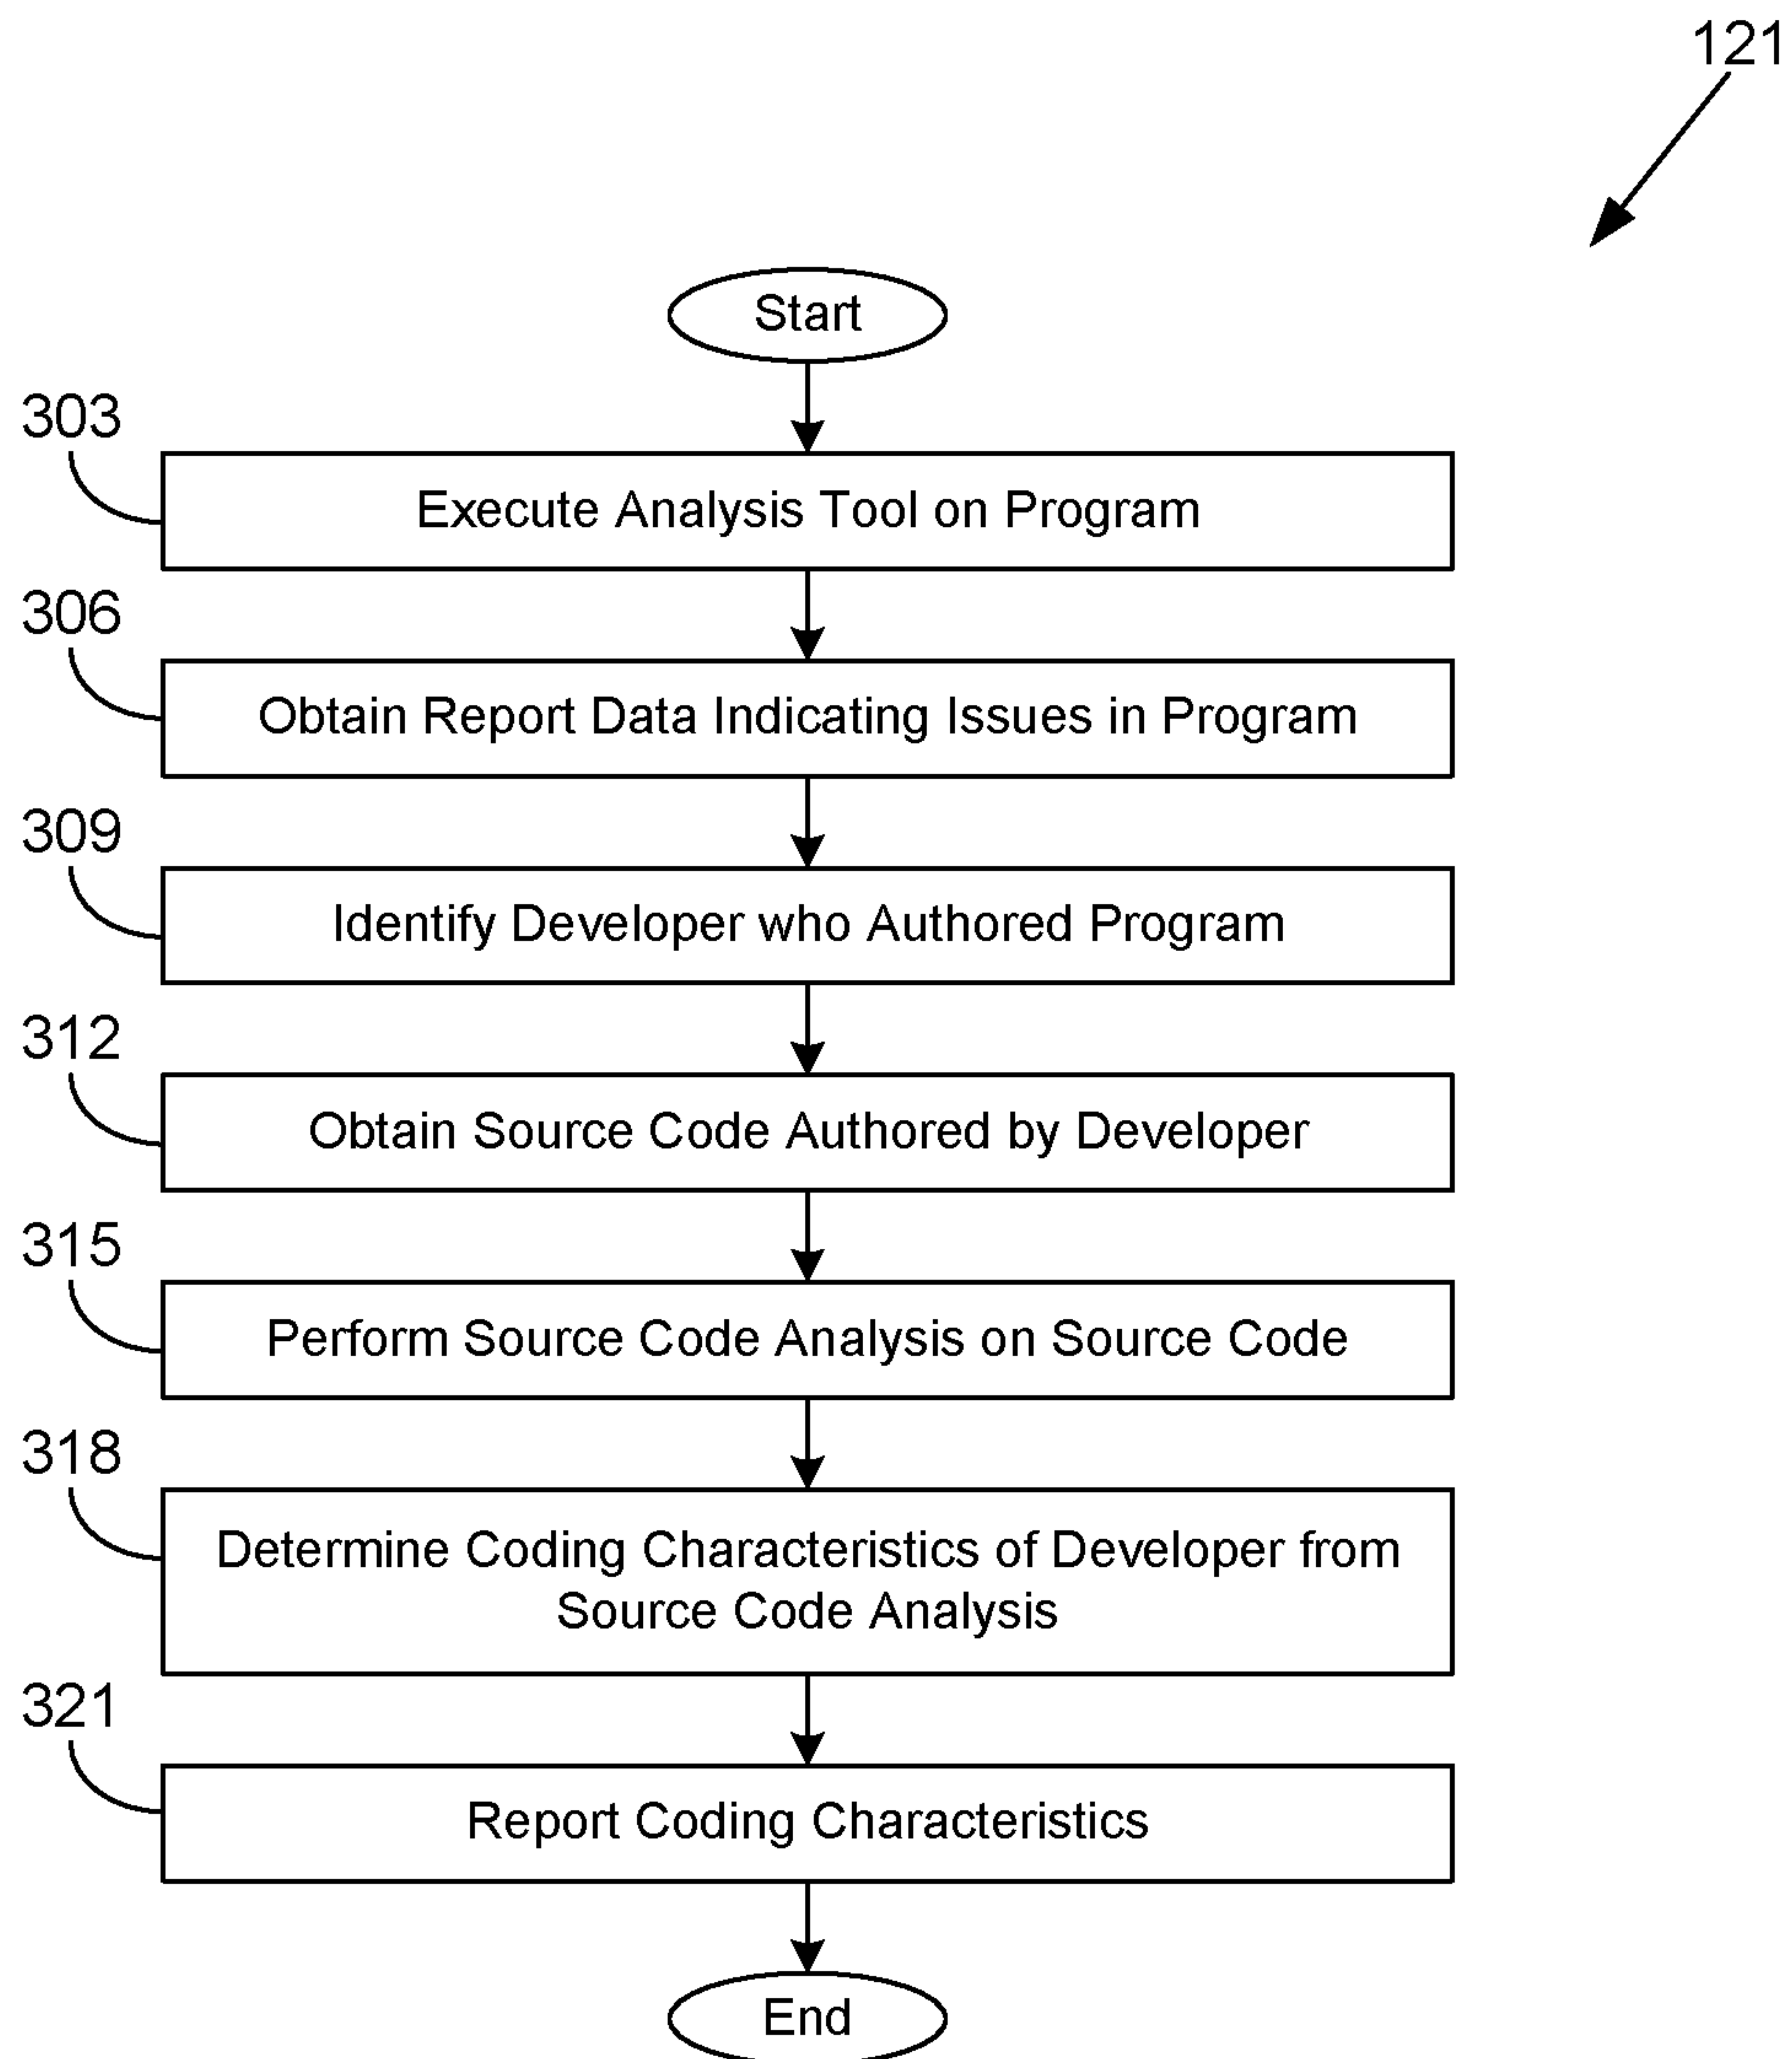 121
Start
303
Execute Analysis Tool on Program
306
Obtain Report Data Indicating Issues in Program
309
Identify Developer who Authored Program
312
Obtain Source Code Authored by Developer
315
Perform Source Code Analysis on Source Code
318
Determine Coding Characteristics of Developer from
Source Code Analysis
321
Report Coding Characteristics
End